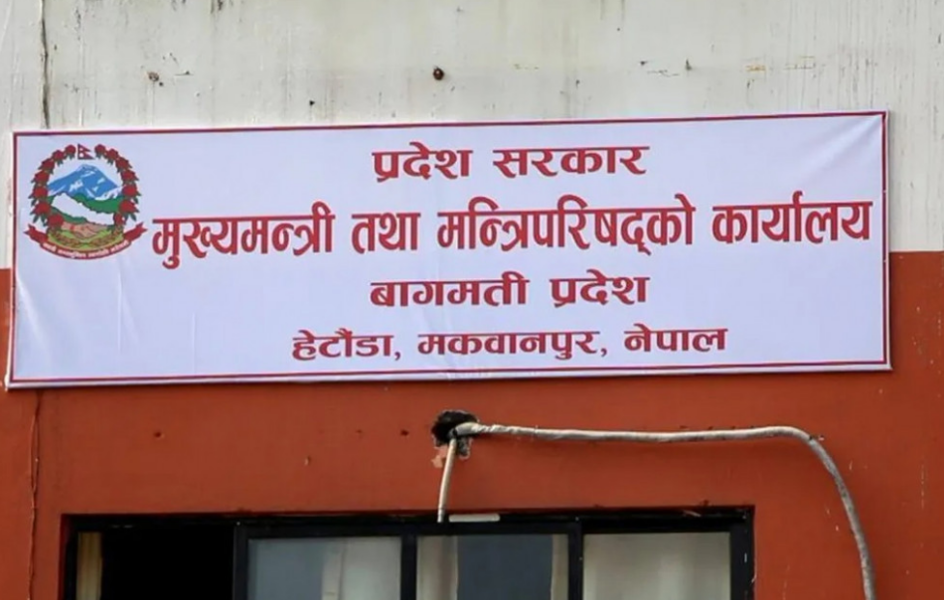 प्रदेश सरकार
मुख्यमन्त्री तथा मन्त्रिपरिषद्को कार्यालय
बागमती प्रदेश
हेटौंडा, मकवानपुर, नेपाल